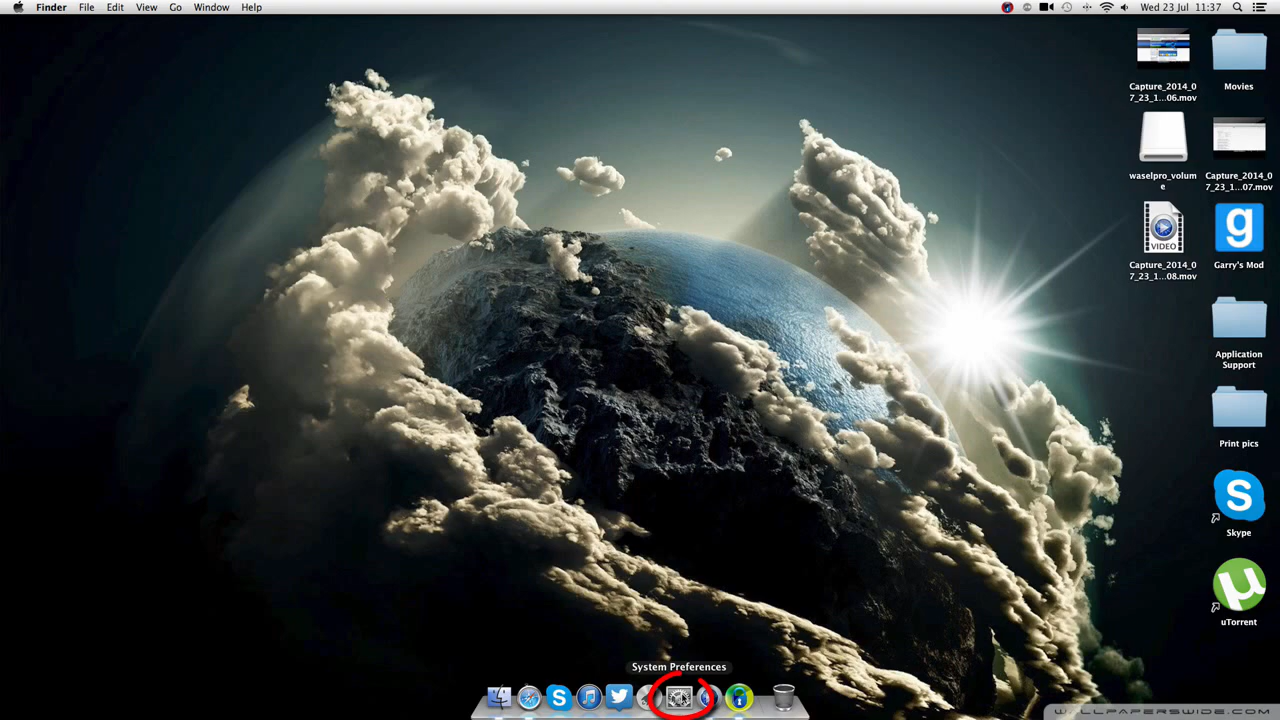 Finder File Edit View Go Window Help
Wed 23 Jul 11:37
Capture_2014_0
7_23_1...06.mov
Movies
waselpro_volum
e
Capture_2014_0
7_23_1...07.mov
VIDEO
Capture_2014_0
7_23_1...08.mov
g
Garry's Mod
Application
Support
Print pics
S
Skype
µ
uTorrent
System Preferences
S
WALLPAPERSWIDE.COM